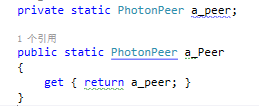 private static PhotonPeer a_peer;
1 个引用
public static PhotonPeer a_Peer
{
get { return a_peer; }
}